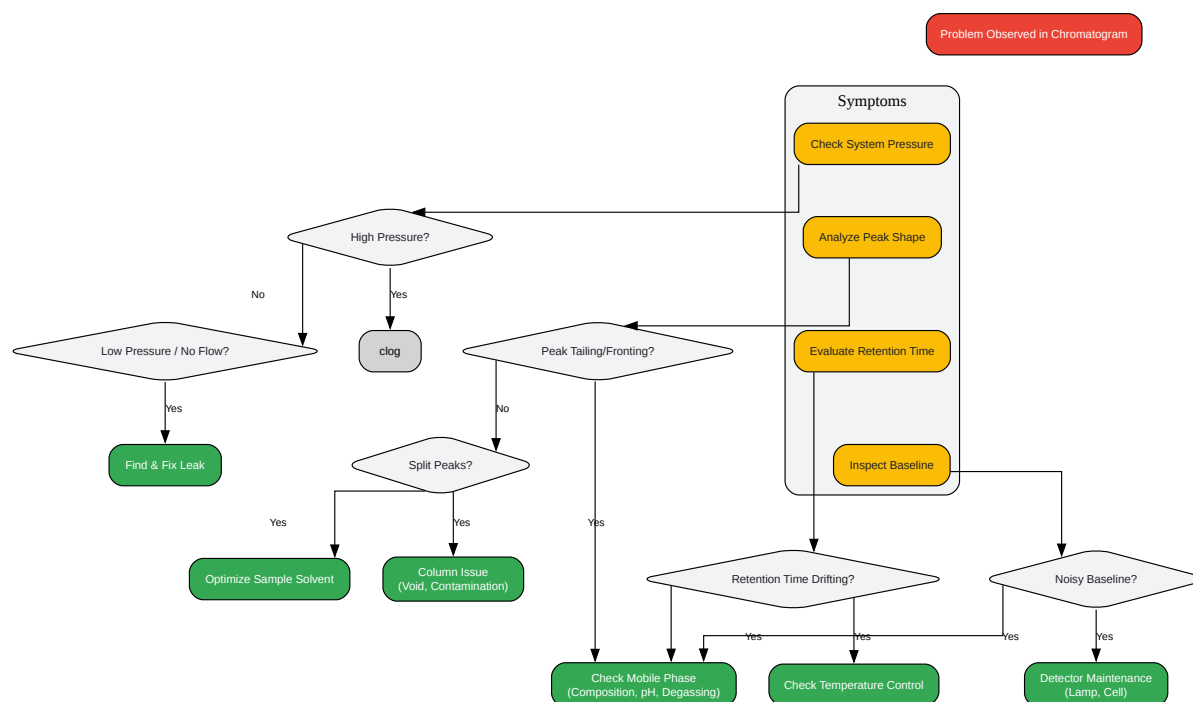 Problem Observed in Chromatogram
Symptoms
Check System Pressure
Analyze Peak Shape
High Pressure?
No
Yes
Low Pressure / No Flow?
clog
Peak Tailing/Fronting?
Evaluate Retention Time
Yes
No
Find & Fix Leak
Split Peaks?
Inspect Baseline
Yes
Yes
Yes
Optimize Sample Solvent
Column Issue
(Void, Contamination)
Retention Time Drifting?
Noisy Baseline?
Yes
Yes
Yes
Yes
Check Mobile Phase
(Composition, pH, Degassing)
Check Temperature Control
Detector Maintenance
(Lamp, Cell)